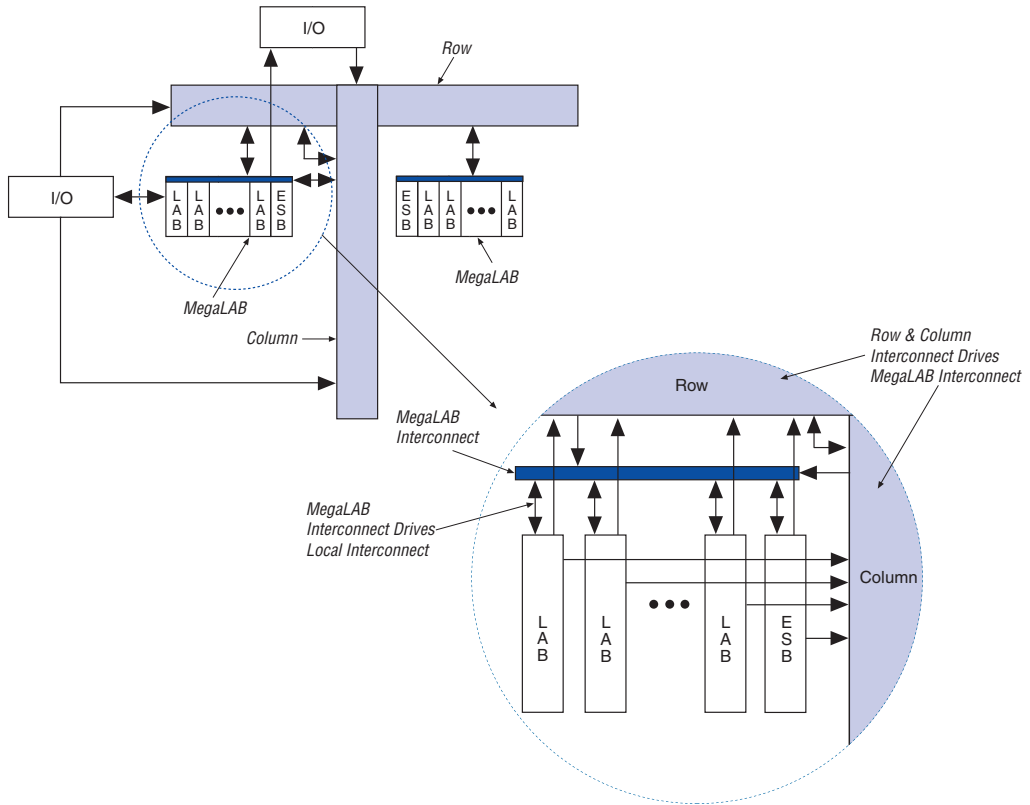 I/O
Row
I/O
L
A
B
L
A
B
●●●
L
A
B
E
S
B
E
S
B
L
A
B
L
A
B
●●●
L
A
B
MegaLAB
MegaLAB
Column
Row & Column
Interconnect Drives
MegaLAB Interconnect
Row
MegaLAB
Interconnect
MegaLAB
Interconnect Drives
Local Interconnect
Column
L
A
B
L
A
B
●●●
L
A
B
E
S
B